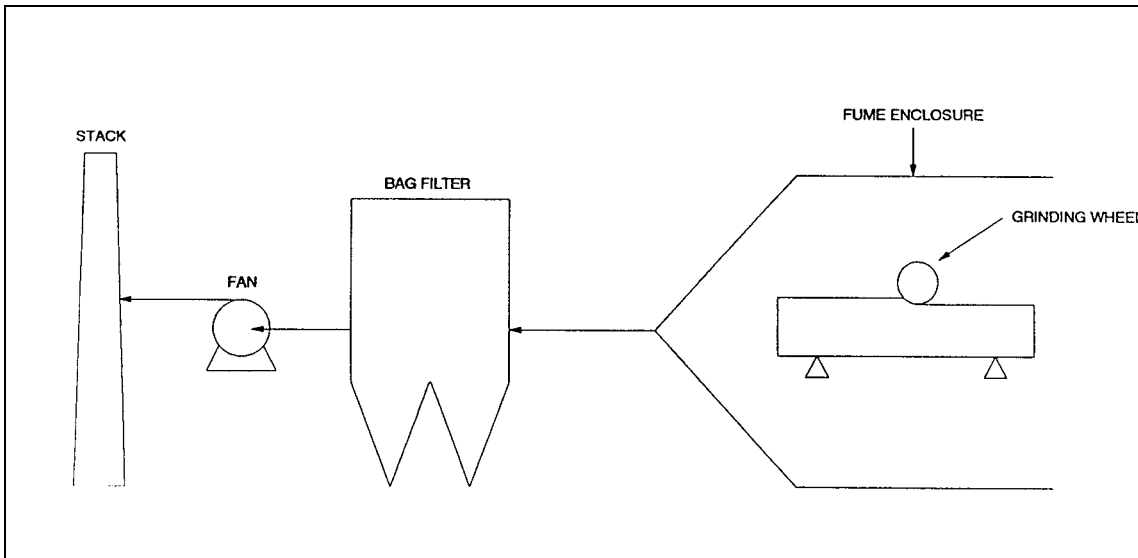 STACK
FUME ENCLOSURE
BAG FILTER
GRINDING WHEEL
FAN